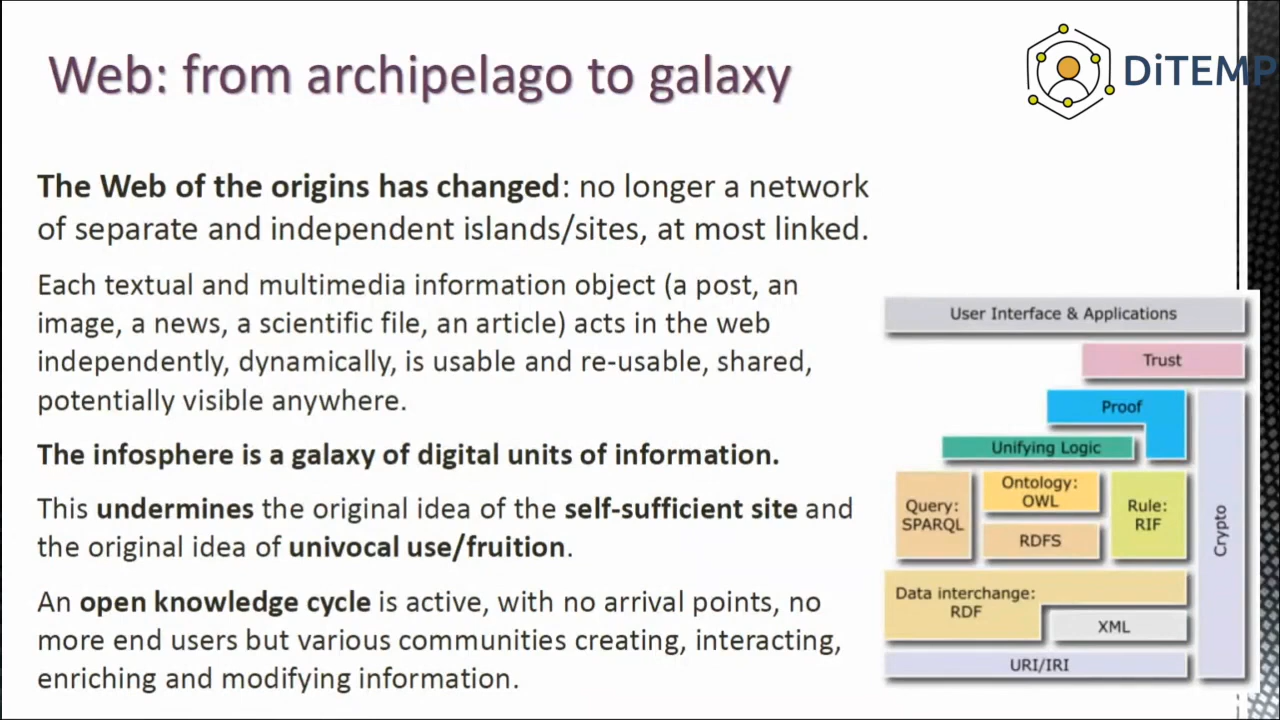 Web: from archipelago to galaxy
DiTEMP
The Web of the origins has changed: no longer a network
of separate and independent islands/sites, at most linked.
Each textual and multimedia information object (a post, an
image, a news, a scientific file, an article) acts in the web
independently, dynamically, is usable and re-usable, shared,
potentially visible anywhere.
The infosphere is a galaxy of digital units of information.
This undermines the original idea of the self-sufficient site and
the original idea of univocal use/fruition.
An open knowledge cycle is active, with no arrival points, no
more end users but various communities creating, interacting,
enriching and modifying information.
User Interface & Applications
Trust
Proof
Unifying Logic
Query:
SPARQL
Ontology:
OWL
RDFS
Rule:
RIF
Crypto
Data interchange:
RDF
XML
URI/IRI